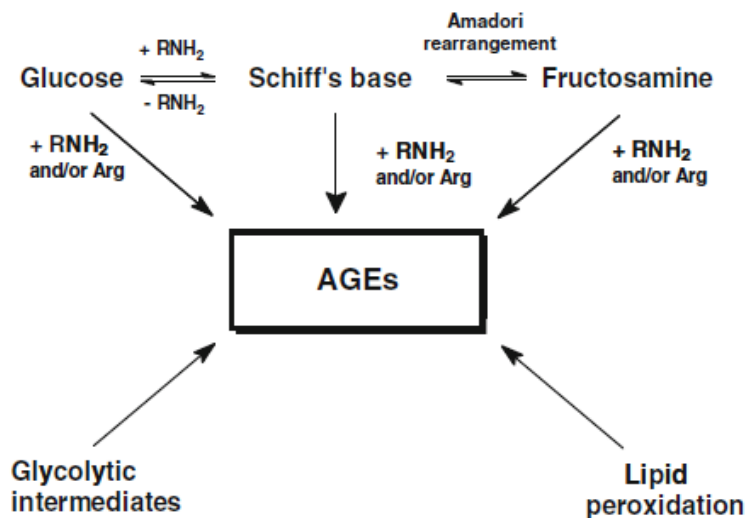 Amadori
rearrangement
+ RNH₂
Glucose
Schiff's base
Fructosamine
- RNH₂
+ RNH₂
and/or Arg
+ RNH₂
and/or Arg
+ RNH₂
and/or Arg
AGEs
Glycolytic
intermediates
Lipid
peroxidation